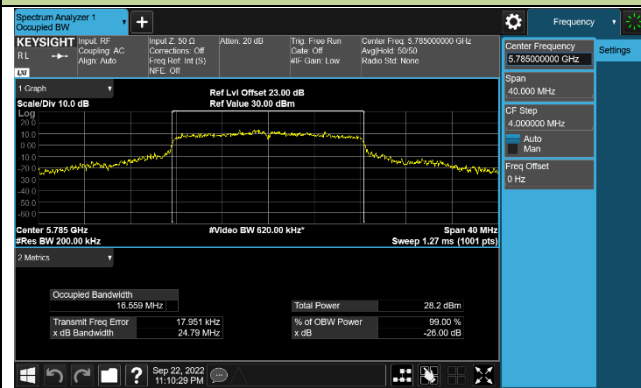 Spectrum Analyzer 1
Occupied BW
+
Frequency
KEYSIGHT
Input: RF
Input Z: 50 Ω
Atten: 20 dB
Trig: Free Run
Center Freq: 5.785000000 GHz
RL
Coupling: AC
Corrections: Off
Gate: Off
Avg|Hold: 50/50
Align: Auto
Freq Ref: Int (S)
#IF Gain: Low
Radio Std: None
LXI
NFE: Off
Center Frequency
5.785000000 GHz
Settings
Span
40.000 MHz
CF Step
4.000000 MHz
Auto
Man
Freq Offset
0 Hz
1 Graph
Ref Lvl Offset 23.00 dB
Scale/Div 10.0 dB
Ref Value 30.00 dBm
Log
20.0
10.0
0.00
-10.0
-20.0
-30.0
-40.0
-50.0
-60.0
Center 5.785 GHz
#Video BW 620.00 kHz*
Span 40 MHz
#Res BW 200.00 kHz
Sweep 1.27 ms (1001 pts)
2 Metrics
Occupied Bandwidth
16.559 MHz
Total Power
28.2 dBm
Transmit Freq Error
17.951 kHz
% of OBW Power
99.00 %
x dB Bandwidth
24.79 MHz
x dB
-26.00 dB
?
Sep 22, 2022
11:10:29 PM